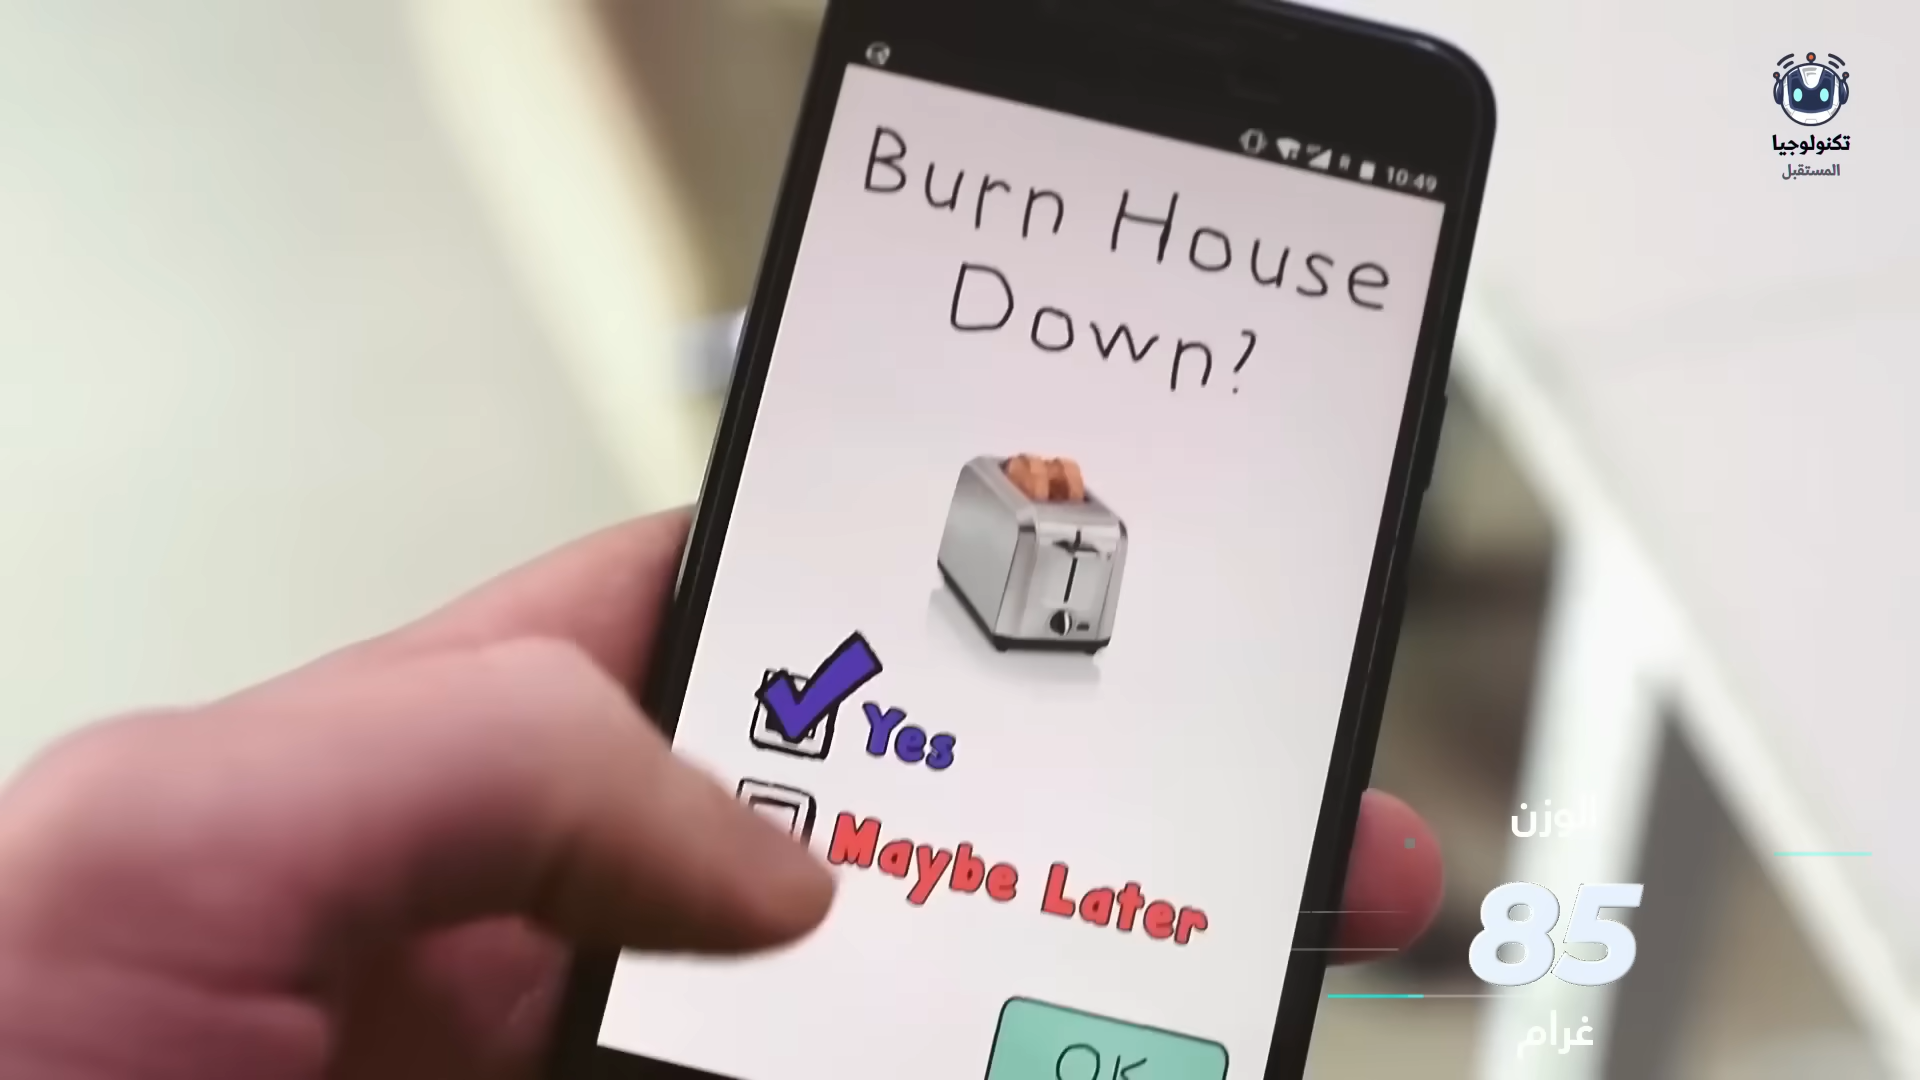 تكنولوجيا
المستقبل
10:49
Burn House
Down?
Yes
Maybe Later
OK
الوزن
85
غرام